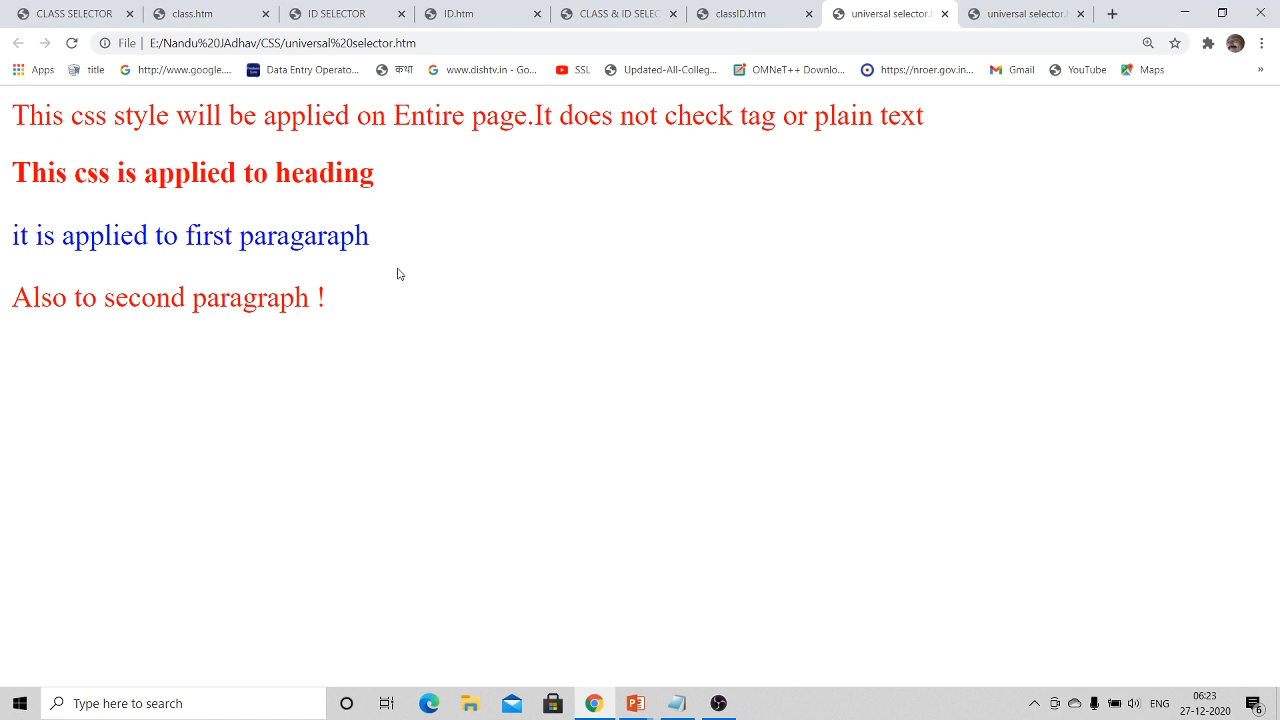 CLASS SELECTOR class.htm ID SELECTOR ID.htm CLASS & ID SELEC classID.htm universal selector. universal selector.
File E:/Nandu%20JAdhav/CSS/universal%20selector.htm
Apps title http://www.google.... Data Entry Operato... कथा www.dishtv.in - Go... SSL Updated-All-Colleg... OMNeT++ Downlo... https://nroer.gov.in... Gmail YouTube Maps »
This css style will be applied on Entire page.It does not check tag or plain text
This css is applied to heading
it is applied to first paragaraph
Also to second paragraph !
Type here to search
ENG
06:23
27-12-2020
6